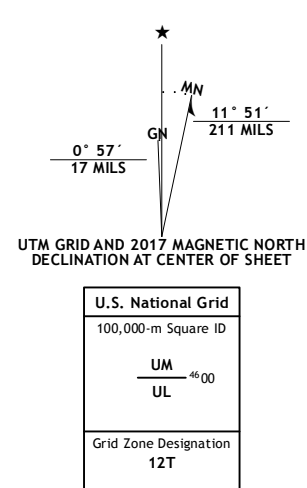 ★
MN
GN
11° 51´
211 MILS
0° 57´
17 MILS
UTM GRID AND 2017 MAGNETIC NORTH
DECLINATION AT CENTER OF SHEET
U.S. National Grid
100,000-m Square ID
UM
4600
UL
Grid Zone Designation
12T